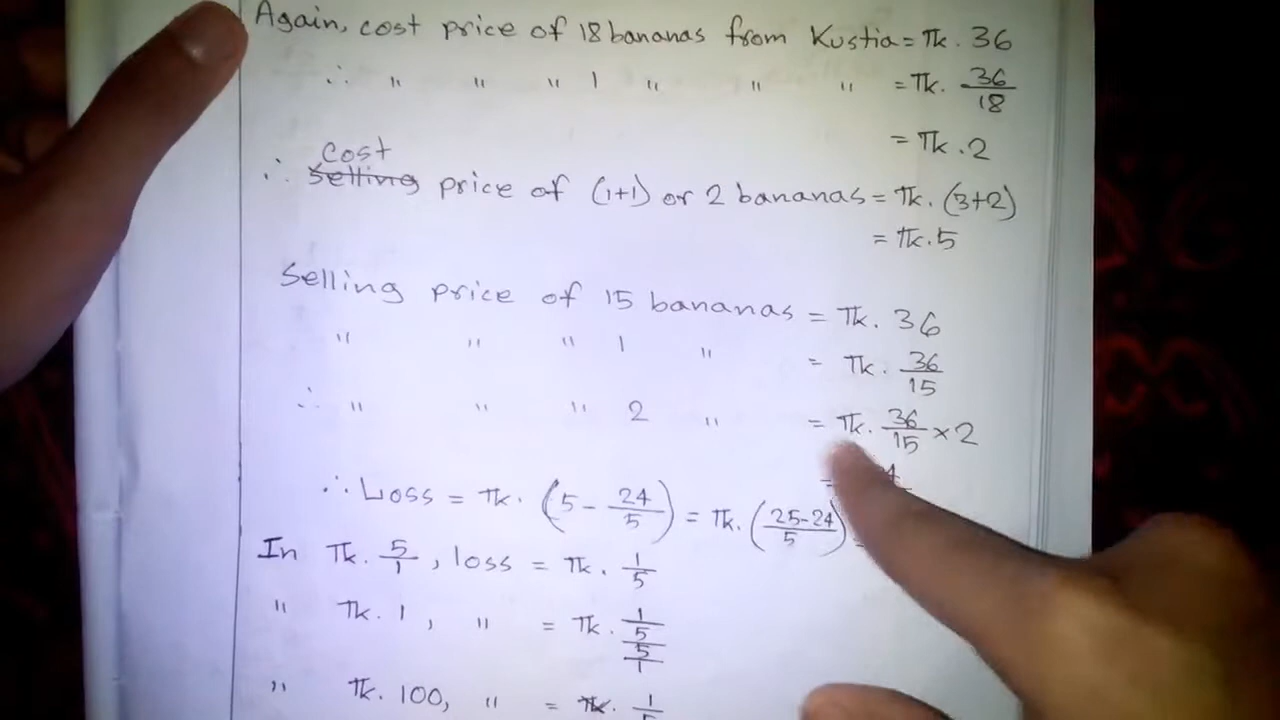 Again, cost price of 18 bananas from Kustia = Tk. 36
∴ " " " 1 " " " = Tk. 36/18
= Tk. 2
cost
∴ Selling price of (1+1) or 2 bananas = Tk. (3+2)
= Tk. 5
Selling price of 15 bananas = Tk. 36
" " " 1 " = Tk. 36/15
∴ " " " 2 " = Tk. 36/15 × 2
∴ Loss = Tk. (5 - 24/5) = Tk. (25-24/5)
In Tk. 5/1, loss = Tk. 1/5
" Tk. 1, " = Tk. 1/5/5/1
" Tk. 100, " = Tk. 1/5